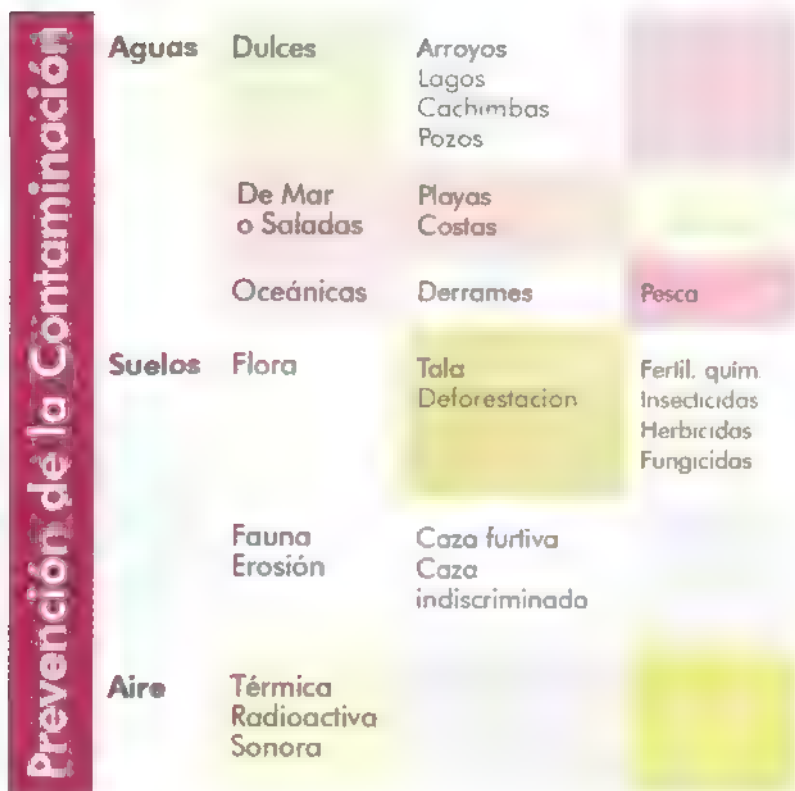 Prevención de la Contaminación
Aguas Dulces Arroyos
Lagos
Cachimbas
Pozos
De Mar Playas
o Saladas Costas
Oceánicas Derrames Pesca
Suelos Flora Tala Fertil. quím.
Deforestacion Insecticidas
Herbicidas
Fungicidas
Fauna Caza furtiva
Erosión Caza
indiscriminado
Aire Térmica
Radioactiva
Sonora